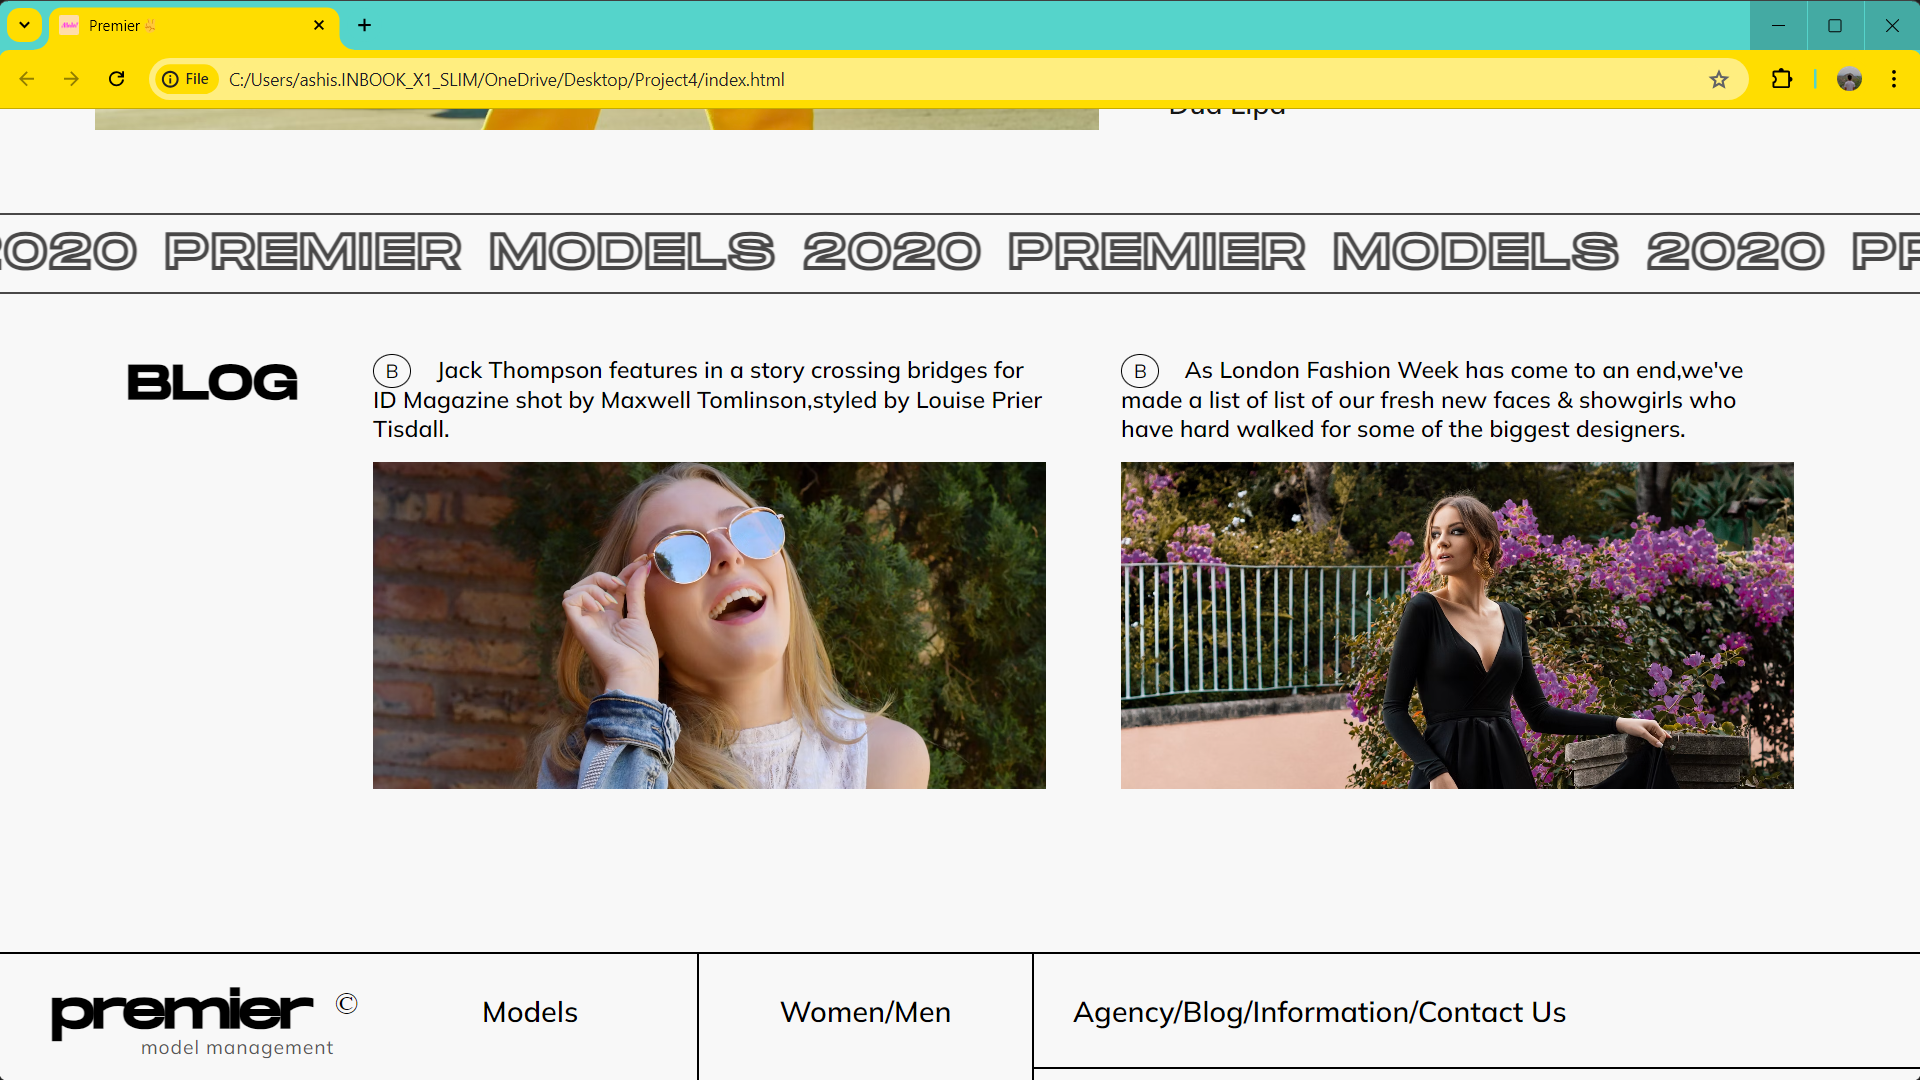 Premier
File
C:/Users/ashis.INBOOK_X1_SLIM/OneDrive/Desktop/Project4/index.html
Dua Lipa
2020 PREMIER MODELS 2020 PREMIER MODELS 2020 PR
BLOG
B Jack Thompson features in a story crossing bridges for
ID Magazine shot by Maxwell Tomlinson,styled by Louise Prier
Tisdall.
B As London Fashion Week has come to an end,we've
made a list of list of our fresh new faces & showgirls who
have hard walked for some of the biggest designers.
premier ©
model management
Models
Women/Men
Agency/Blog/Information/Contact Us